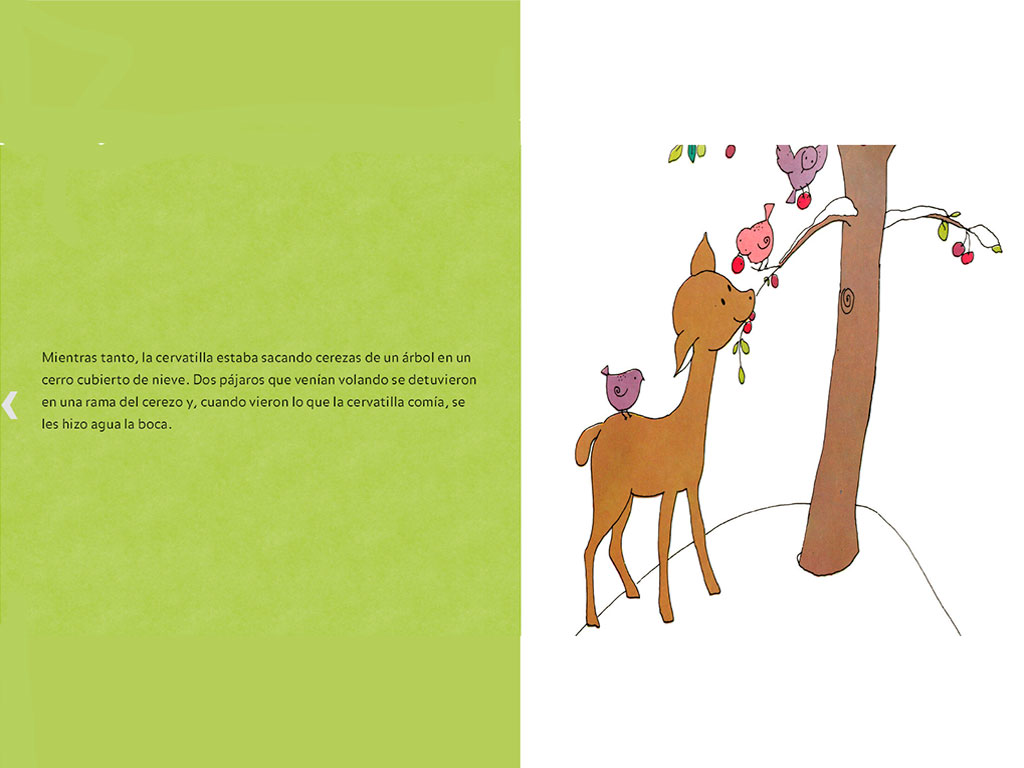 Mientras tanto, la cervatilla estaba sacando cerezas de un árbol en un
cerro cubierto de nieve. Dos pájaros que venían volando se detuvieron
en una rama del cerezo y, cuando vieron lo que la cervatilla comía, se
les hizo agua la boca.